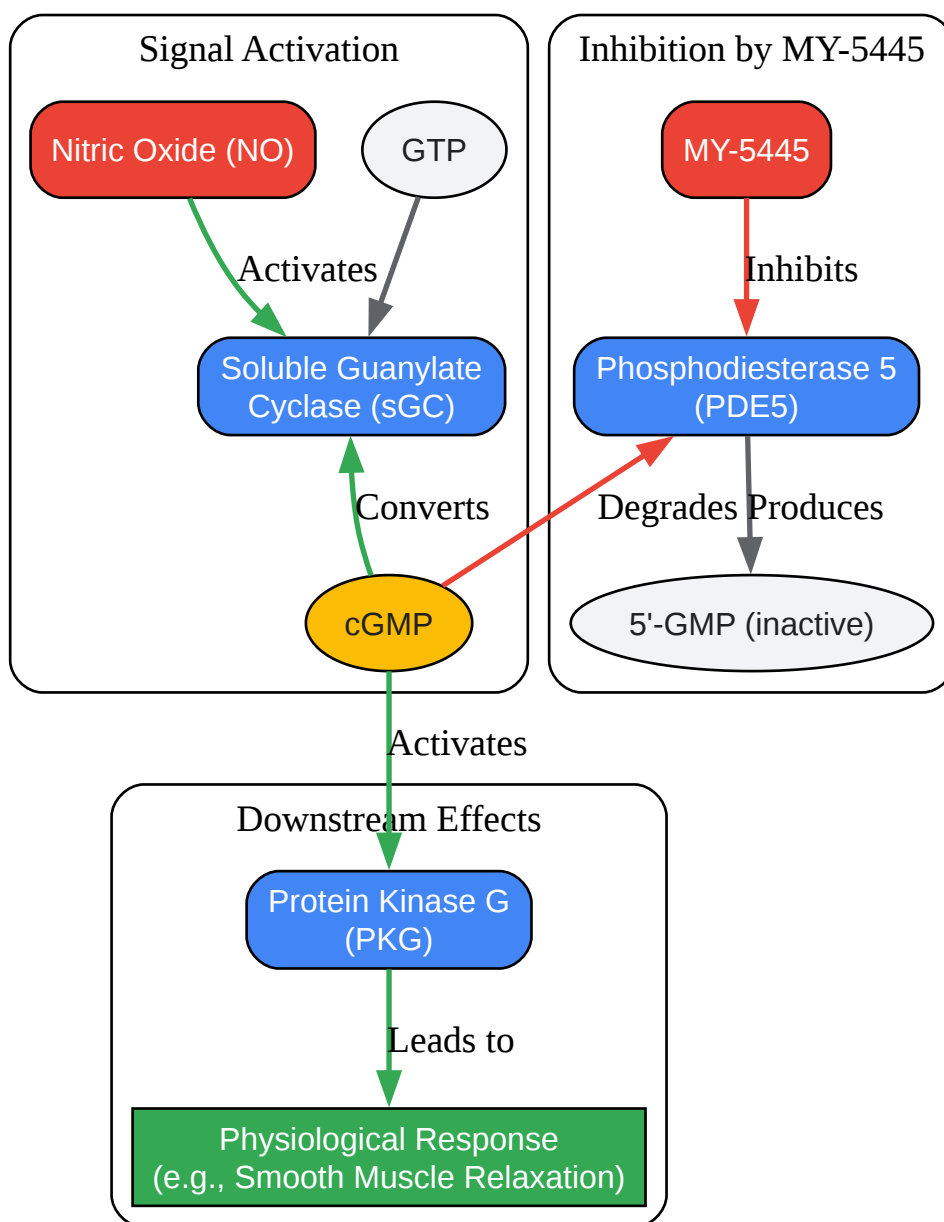 Signal Activation
Inhibition by MY-5445
Nitric Oxide (NO)
GTP
MY-5445
Activates
Inhibits
Soluble Guanylate
Cyclase (sGC)
Phosphodiesterase 5
(PDE5)
Converts
Degrades
Produces
cGMP
5'-GMP (inactive)
Activates
Downstream Effects
Protein Kinase G
(PKG)
Leads to
Physiological Response
(e.g., Smooth Muscle Relaxation)